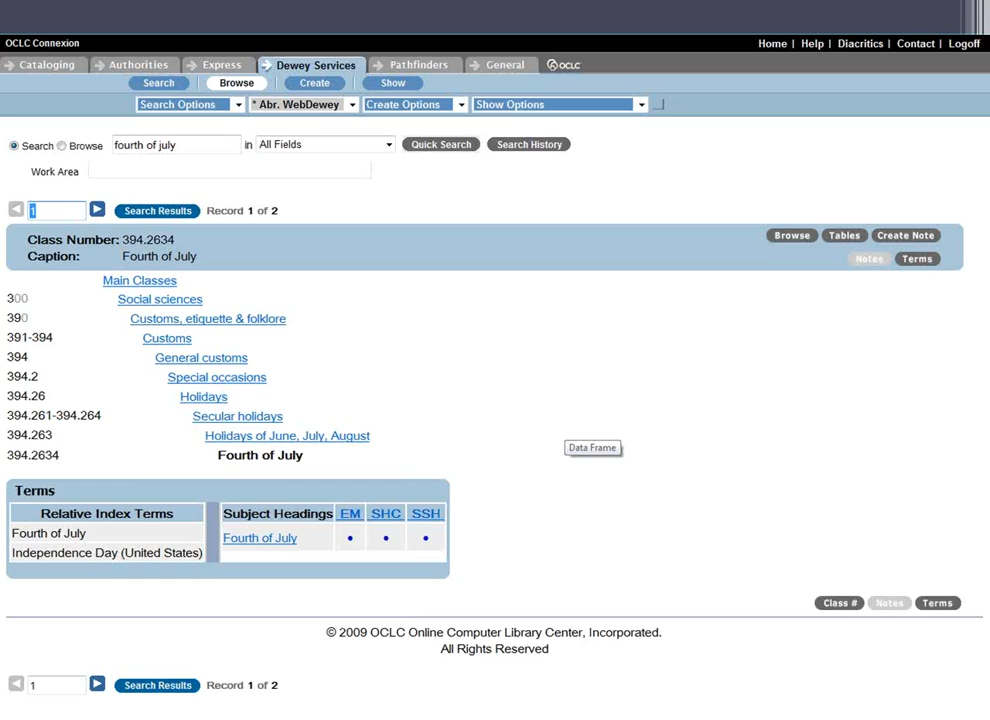 OCLC Connexion
Home | Help | Diacritics | Contact | Logoff
Cataloging Authorities Express Dewey Services Pathfinders General OCLC
Search Browse Create Show
Search Options * Abr. WebDewey Create Options Show Options
Search Browse fourth of july in All Fields Quick Search Search History
Work Area
1 Search Results Record 1 of 2
Class Number: 394.2634 Browse Tables Create Note
Caption: Fourth of July Notes Terms
Main Classes
300 Social sciences
390 Customs, etiquette & folklore
391-394 Customs
394 General customs
394.2 Special occasions
394.26 Holidays
394.261-394.264 Secular holidays
394.263 Holidays of June, July, August
394.2634 Fourth of July
Data Frame
Terms
Relative Index Terms Subject Headings EM SHC SSH
Fourth of July Fourth of July • • •
Independence Day (United States)
Class # Notes Terms
© 2009 OCLC Online Computer Library Center, Incorporated.
All Rights Reserved
1 Search Results Record 1 of 2